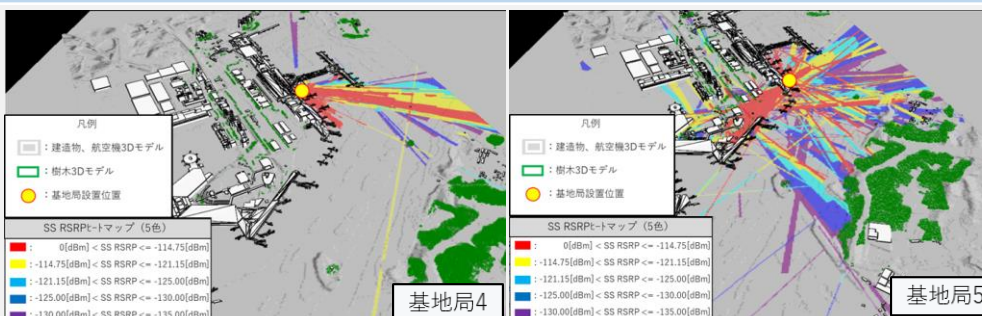 凡例
:建造物、航空機3Dモデル
:樹木3Dモデル
:基地局設置位置
SS RSRPヒートマップ（5色）
: 0[dBm] < SS RSRP <= -114.75[dBm]
: -114.75[dBm] < SS RSRP <= -121.15[dBm]
: -121.15[dBm] < SS RSRP <= -125.00[dBm]
: -125.00[dBm] < SS RSRP <= -130.00[dBm]
: -130.00[dBm] < SS RSRP <= -135.00[dBm]
基地局4
凡例
:建造物、航空機3Dモデル
:樹木3Dモデル
:基地局設置位置
SS RSRPヒートマップ（5色）
: 0[dBm] < SS RSRP <= -114.75[dBm]
: -114.75[dBm] < SS RSRP <= -121.15[dBm]
: -121.15[dBm] < SS RSRP <= -125.00[dBm]
: -125.00[dBm] < SS RSRP <= -130.00[dBm]
: -130.00[dBm] < SS RSRP <= -135.00[dBm]
基地局5